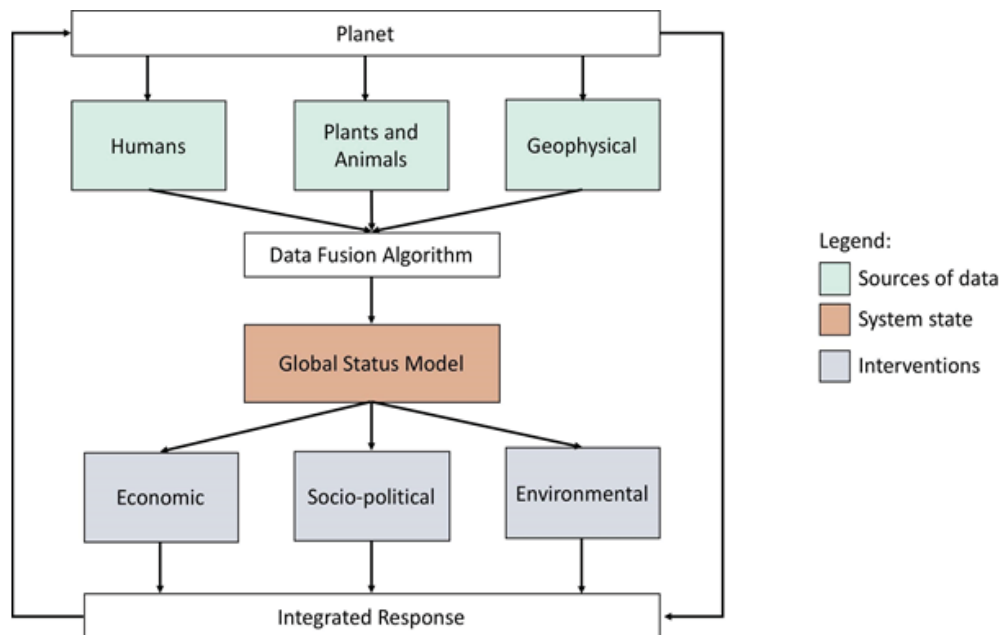 Planet
Humans
Plants and
Animals
Geophysical
Data Fusion Algorithm
Global Status Model
Economic
Socio-political
Environmental
Integrated Response
Legend:
Sources of data
System state
Interventions